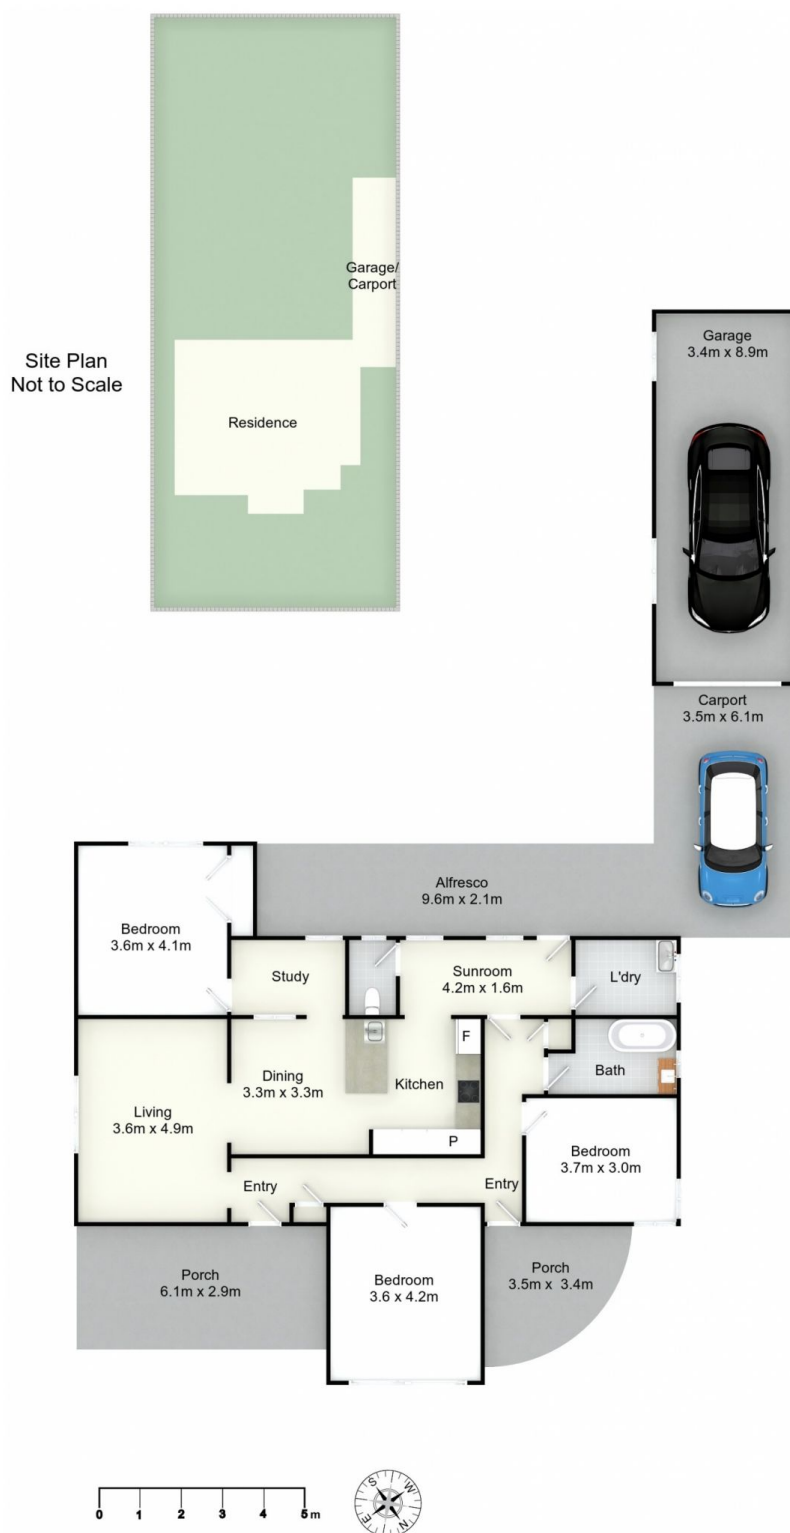 Garage/
Carport
Site Plan
Not to Scale
Residence
Garage
3.4m x 8.9m
Carport
3.5m x 6.1m
Alfresco
9.6m x 2.1m
Bedroom
3.6m x 4.1m
Study
Sunroom
4.2m x 1.6m
L'dry
F
Bath
Dining
3.3m x 3.3m
Kitchen
Living
3.6m x 4.9m
P
Bedroom
3.7m x 3.0m
Entry
Entry
Porch
6.1m x 2.9m
Bedroom
3.6 x 4.2m
Porch
3.5m x 3.4m
0 1 2 3 4 5 m
S W
E N